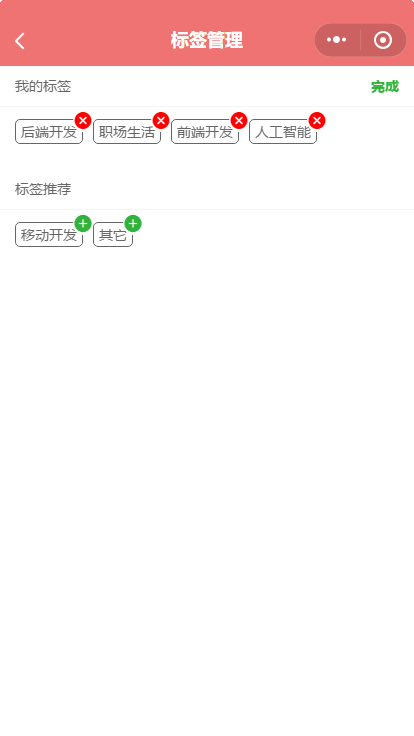 标签管理
我的标签 完成
后端开发 职场生活 前端开发 人工智能
标签推荐
移动开发 其它